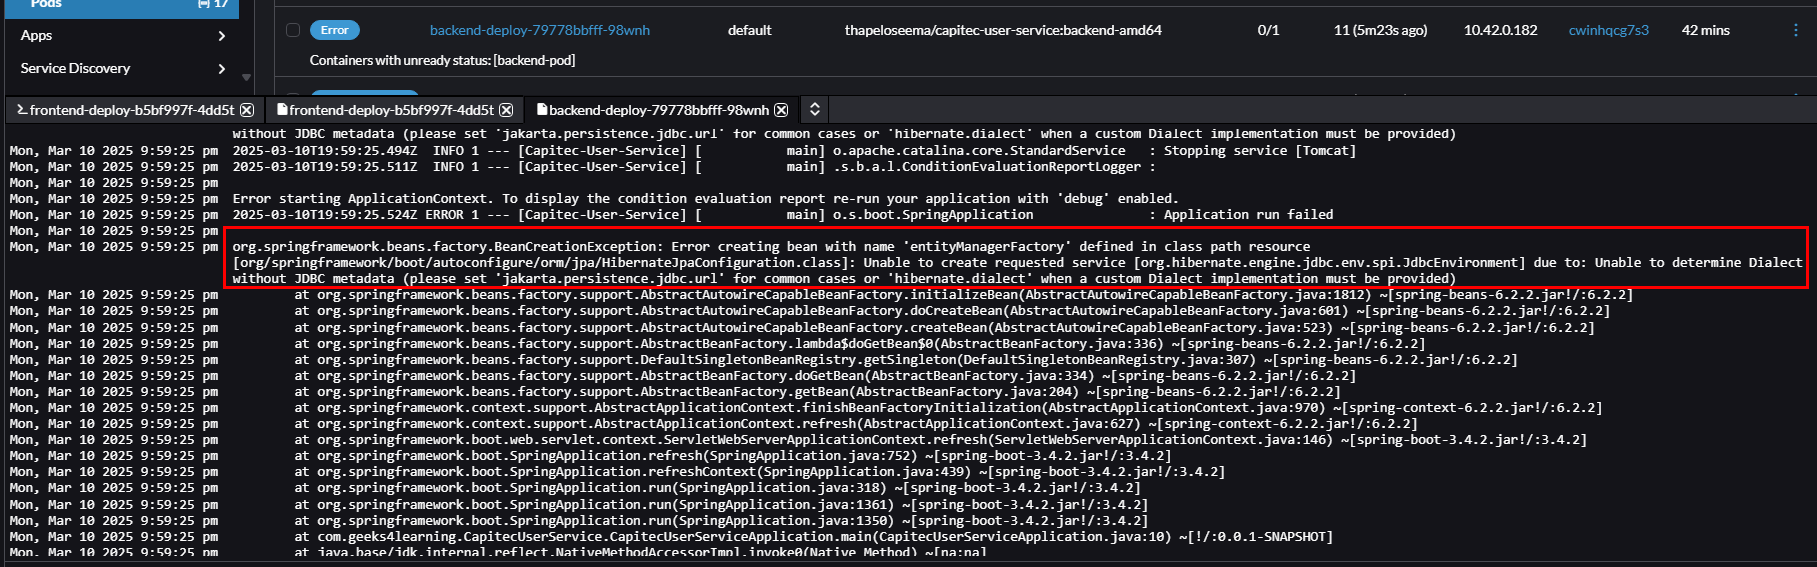 Pods 17
Apps
Service Discovery
Error backend-deploy-79778bbfff-98wnh default thapeloseema/capitec-user-service:backend-amd64 0/1 11 (5m23s ago) 10.42.0.182 cwinhqcg7s3 42 mins
Containers with unready status: [backend-pod]
frontend-deploy-b5bf997f-4dd5t frontend-deploy-b5bf997f-4dd5t backend-deploy-79778bbfff-98wnh
without JDBC metadata (please set 'jakarta.persistence.jdbc.url' for common cases or 'hibernate.dialect' when a custom Dialect implementation must be provided)
Mon, Mar 10 2025 9:59:25 pm 2025-03-10T19:59:25.494Z INFO 1 --- [Capitec-User-Service] [ main] o.apache.catalina.core.StandardService : Stopping service [Tomcat]
Mon, Mar 10 2025 9:59:25 pm 2025-03-10T19:59:25.511Z INFO 1 --- [Capitec-User-Service] [ main] .s.b.a.l.ConditionEvaluationReportLogger :
Mon, Mar 10 2025 9:59:25 pm
Mon, Mar 10 2025 9:59:25 pm Error starting ApplicationContext. To display the condition evaluation report re-run your application with 'debug' enabled.
Mon, Mar 10 2025 9:59:25 pm 2025-03-10T19:59:25.524Z ERROR 1 --- [Capitec-User-Service] [ main] o.s.boot.SpringApplication : Application run failed
Mon, Mar 10 2025 9:59:25 pm
Mon, Mar 10 2025 9:59:25 pm org.springframework.beans.factory.BeanCreationException: Error creating bean with name 'entityManagerFactory' defined in class path resource
[org/springframework/boot/autoconfigure/orm/jpa/HibernateJpaConfiguration.class]: Unable to create requested service [org.hibernate.engine.jdbc.env.spi.JdbcEnvironment] due to: Unable to determine Dialect
without JDBC metadata (please set 'jakarta.persistence.jdbc.url' for common cases or 'hibernate.dialect' when a custom Dialect implementation must be provided)
Mon, Mar 10 2025 9:59:25 pm at org.springframework.beans.factory.support.AbstractAutowireCapableBeanFactory.initializeBean(AbstractAutowireCapableBeanFactory.java:1812) ~[spring-beans-6.2.2.jar!/:6.2.2]
Mon, Mar 10 2025 9:59:25 pm at org.springframework.beans.factory.support.AbstractAutowireCapableBeanFactory.doCreateBean(AbstractAutowireCapableBeanFactory.java:601) ~[spring-beans-6.2.2.jar!/:6.2.2]
Mon, Mar 10 2025 9:59:25 pm at org.springframework.beans.factory.support.AbstractAutowireCapableBeanFactory.createBean(AbstractAutowireCapableBeanFactory.java:523) ~[spring-beans-6.2.2.jar!/:6.2.2]
Mon, Mar 10 2025 9:59:25 pm at org.springframework.beans.factory.support.AbstractBeanFactory.lambda$doGetBean$0(AbstractBeanFactory.java:336) ~[spring-beans-6.2.2.jar!/:6.2.2]
Mon, Mar 10 2025 9:59:25 pm at org.springframework.beans.factory.support.DefaultSingletonBeanRegistry.getSingleton(DefaultSingletonBeanRegistry.java:307) ~[spring-beans-6.2.2.jar!/:6.2.2]
Mon, Mar 10 2025 9:59:25 pm at org.springframework.beans.factory.support.AbstractBeanFactory.doGetBean(AbstractBeanFactory.java:334) ~[spring-beans-6.2.2.jar!/:6.2.2]
Mon, Mar 10 2025 9:59:25 pm at org.springframework.beans.factory.support.AbstractBeanFactory.getBean(AbstractBeanFactory.java:204) ~[spring-beans-6.2.2.jar!/:6.2.2]
Mon, Mar 10 2025 9:59:25 pm at org.springframework.context.support.AbstractApplicationContext.finishBeanFactoryInitialization(AbstractApplicationContext.java:970) ~[spring-context-6.2.2.jar!/:6.2.2]
Mon, Mar 10 2025 9:59:25 pm at org.springframework.context.support.AbstractApplicationContext.refresh(AbstractApplicationContext.java:627) ~[spring-context-6.2.2.jar!/:6.2.2]
Mon, Mar 10 2025 9:59:25 pm at org.springframework.boot.web.servlet.context.ServletWebServerApplicationContext.refresh(ServletWebServerApplicationContext.java:146) ~[spring-boot-3.4.2.jar!/:3.4.2]
Mon, Mar 10 2025 9:59:25 pm at org.springframework.boot.SpringApplication.refresh(SpringApplication.java:752) ~[spring-boot-3.4.2.jar!/:3.4.2]
Mon, Mar 10 2025 9:59:25 pm at org.springframework.boot.SpringApplication.refreshContext(SpringApplication.java:439) ~[spring-boot-3.4.2.jar!/:3.4.2]
Mon, Mar 10 2025 9:59:25 pm at org.springframework.boot.SpringApplication.run(SpringApplication.java:318) ~[spring-boot-3.4.2.jar!/:3.4.2]
Mon, Mar 10 2025 9:59:25 pm at org.springframework.boot.SpringApplication.run(SpringApplication.java:1361) ~[spring-boot-3.4.2.jar!/:3.4.2]
Mon, Mar 10 2025 9:59:25 pm at org.springframework.boot.SpringApplication.run(SpringApplication.java:1350) ~[spring-boot-3.4.2.jar!/:3.4.2]
Mon, Mar 10 2025 9:59:25 pm at com.geeks4learning.CapitecUserService.CapitecUserServiceApplication.main(CapitecUserServiceApplication.java:10) ~[!/:0.0.1-SNAPSHOT]
Mon, Mar 10 2025 9:59:25 pm at java.base/jdk.internal.reflect.NativeMethodAccessorImpl.invoke0(Native Method) ~[na:na]